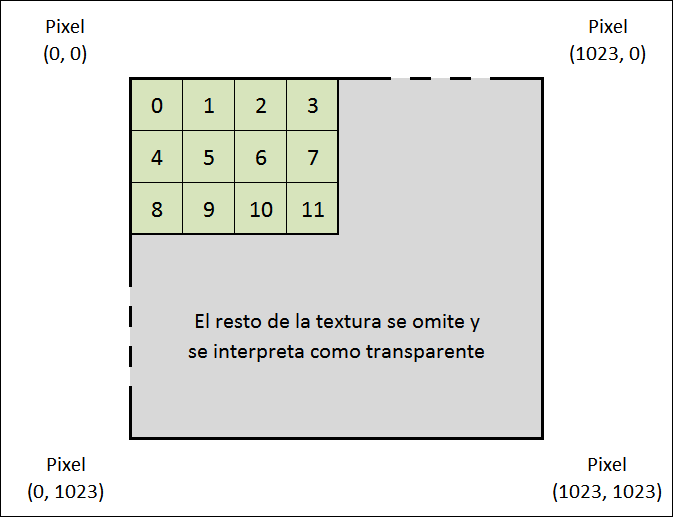 Pixel
(0, 0)
Pixel
(1023, 0)
0 1 2 3
4 5 6 7
8 9 10 11
El resto de la textura se omite y
se interpreta como transparente
Pixel
(0, 1023)
Pixel
(1023, 1023)